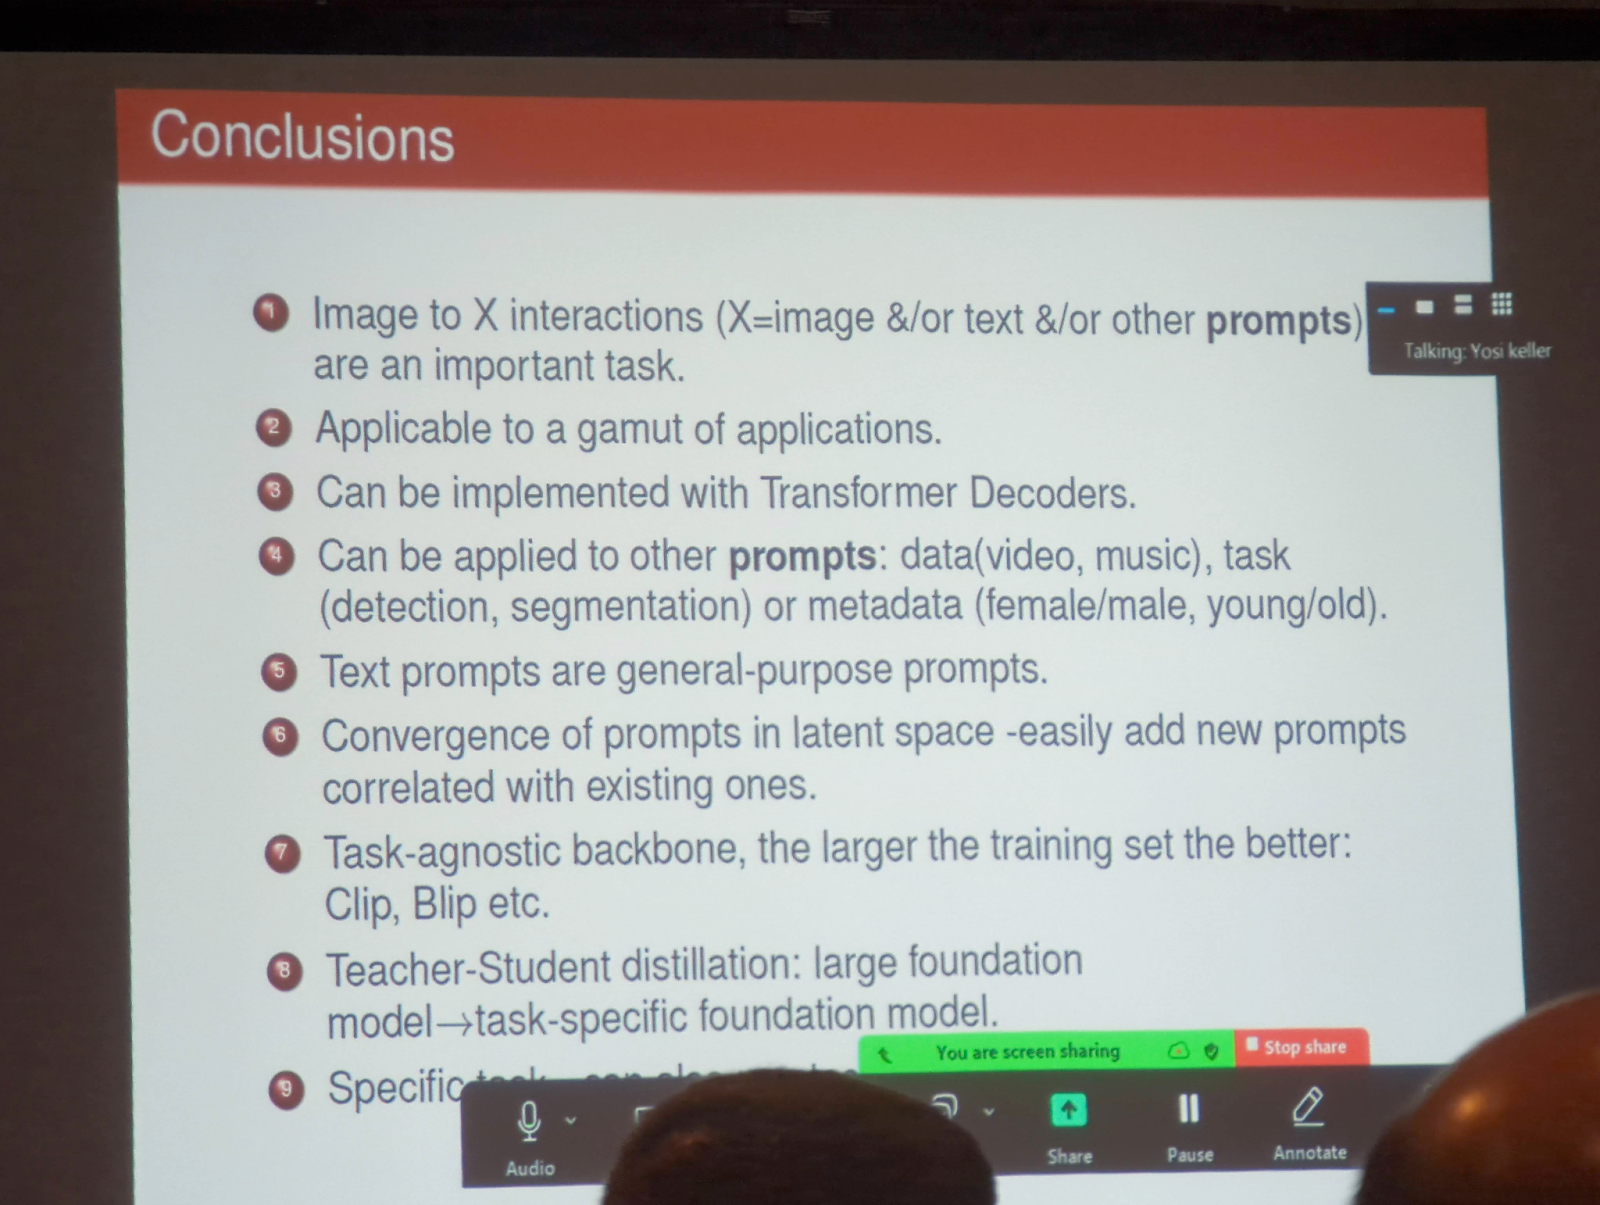 Conclusions
1 Image to X interactions (X=image &/or text &/or other prompts)
are an important task.
Talking: Yosi keller
2 Applicable to a gamut of applications.
3 Can be implemented with Transformer Decoders.
4 Can be applied to other prompts: data(video, music), task
(detection, segmentation) or metadata (female/male, young/old).
5 Text prompts are general-purpose prompts.
6 Convergence of prompts in latent space -easily add new prompts
correlated with existing ones.
7 Task-agnostic backbone, the larger the training set the better:
Clip, Blip etc.
8 Teacher-Student distillation: large foundation
model→task-specific foundation model.
9 Specific
You are screen sharing
Stop share
Audio
Share
Pause
Annotate